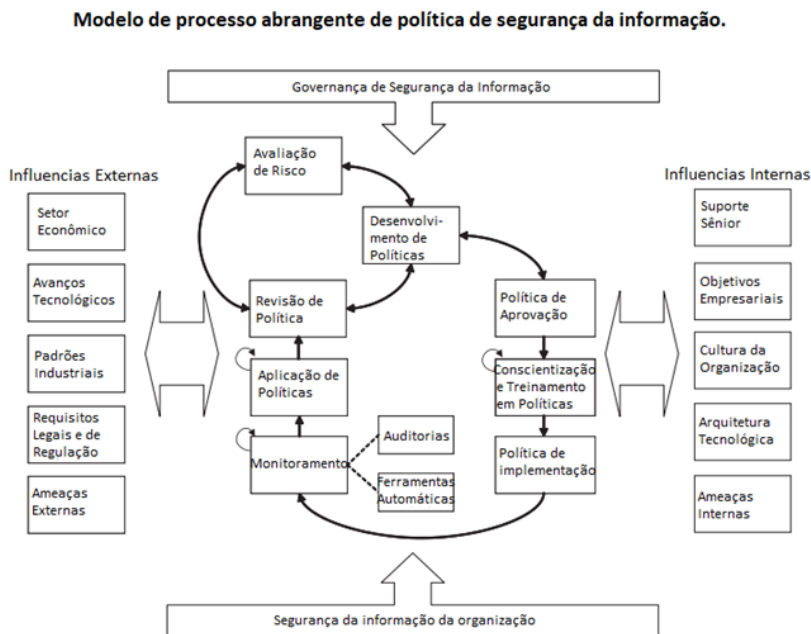 Modelo de processo abrangente de política de segurança da informação.
Governança de Segurança da Informação
Influencias Externas
Setor
Econômico
Avanços
Tecnológicos
Padrões
Industriais
Requisitos
Legais e de
Regulação
Ameaças
Externas
Avaliação
de Risco
Desenvolvi-
mento de
Políticas
Revisão de
Política
Política de
Aprovação
Aplicação de
Políticas
Conscientização
e Treinamento
em Políticas
Monitoramento
Auditorias
Ferramentas
Automáticas
Política de
implementação
Influencias Internas
Suporte
Sênior
Objetivos
Empresariais
Cultura da
Organização
Arquitetura
Tecnológica
Ameaças
Internas
Segurança da informação da organização